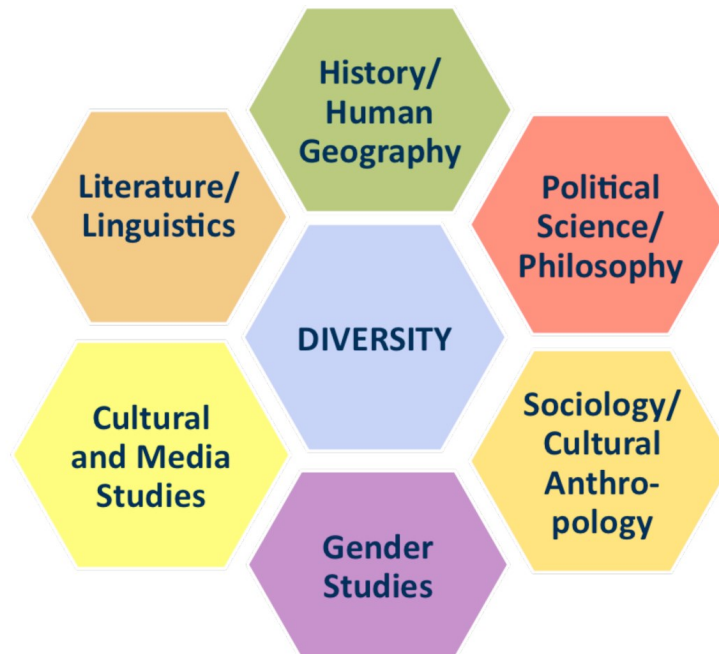 History/
Human
Geography
Literature/
Linguistics
Political
Science/
Philosophy
DIVERSITY
Cultural
and Media
Studies
Sociology/
Cultural
Anthro-
pology
Gender
Studies